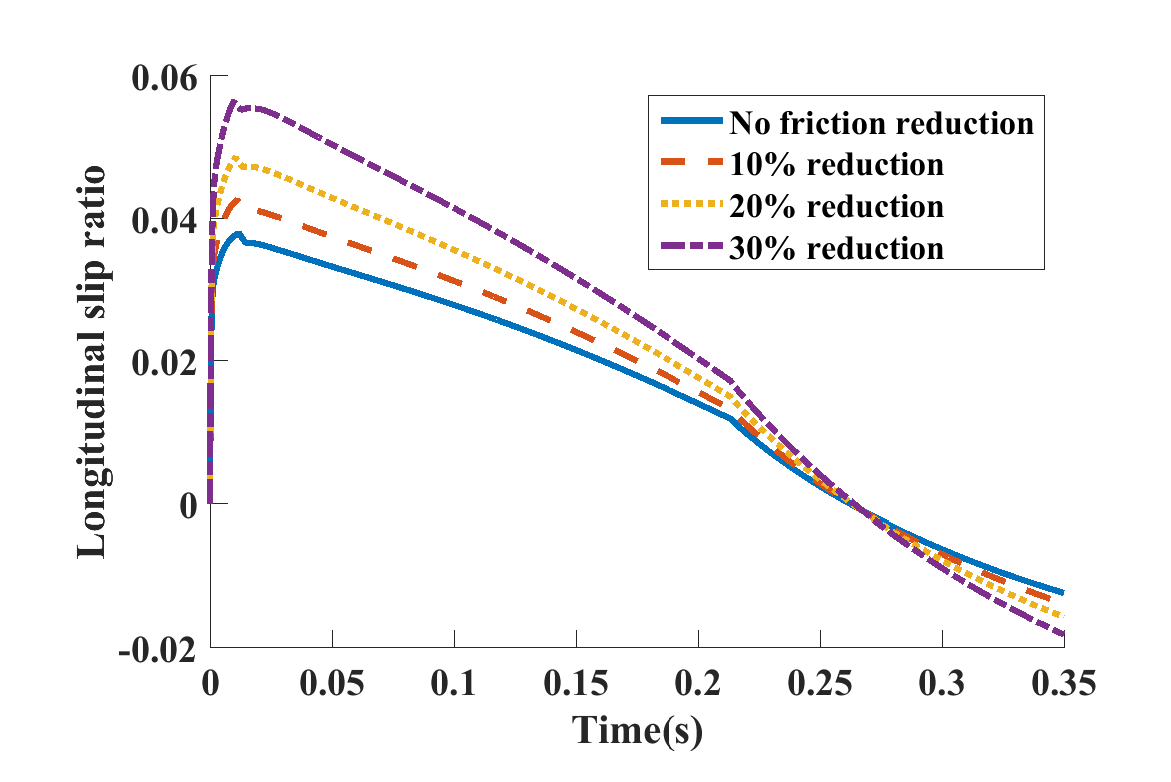 0.06
0.04
0.02
0
-0.02
Longitudinal slip ratio
No friction reduction
10% reduction
20% reduction
30% reduction
0 0.05 0.1 0.15 0.2 0.25 0.3 0.35
Time(s)